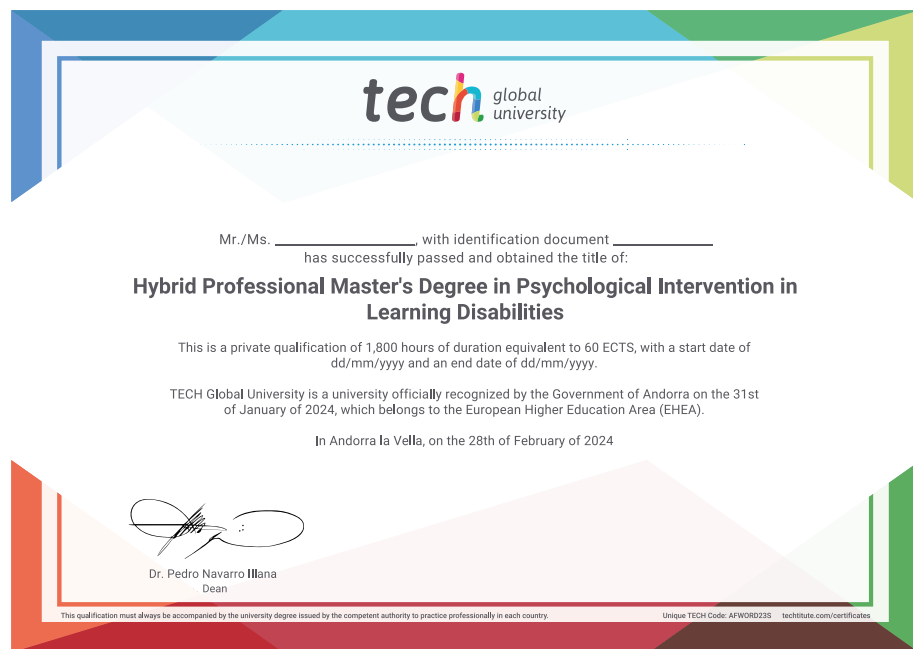 tech global university
Mr./Ms. ____________, with identification document ____________
has successfully passed and obtained the title of:
Hybrid Professional Master's Degree in Psychological Intervention in
Learning Disabilities
This is a private qualification of 1,800 hours of duration equivalent to 60 ECTS, with a start date of
dd/mm/yyyy and an end date of dd/mm/yyyy.
TECH Global University is a university officially recognized by the Government of Andorra on the 31st
of January of 2024, which belongs to the European Higher Education Area (EHEA).
In Andorra la Vella, on the 28th of February of 2024
Dr. Pedro Navarro Illana
Dean
This qualification must always be accompanied by the university degree issued by the competent authority to practice professionally in each country.
Unique TECH Code: AFWORD23S techtitute.com/certificates